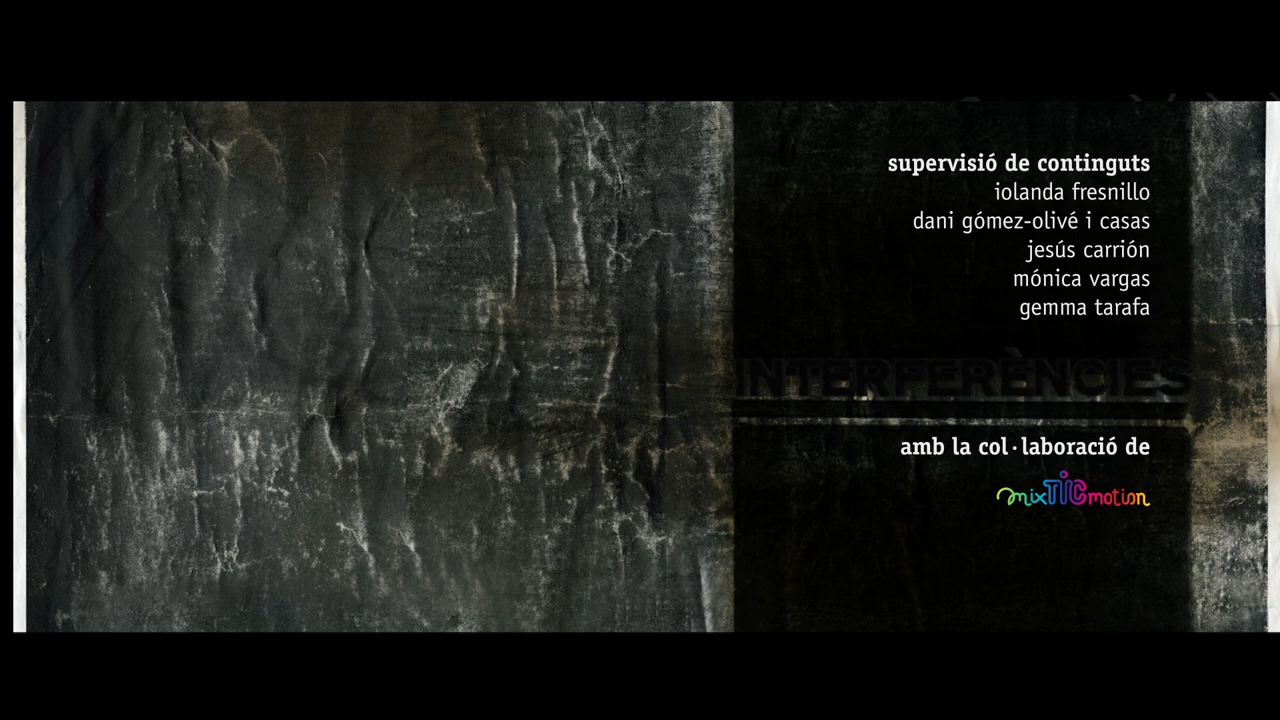 supervisió de continguts
iolanda fresnillo
dani gómez-olivé i casas
jesús carrión
mónica vargas
gemma tarafa
INTERFERÈNCIES
amb la col·laboració de
mixTICmotion